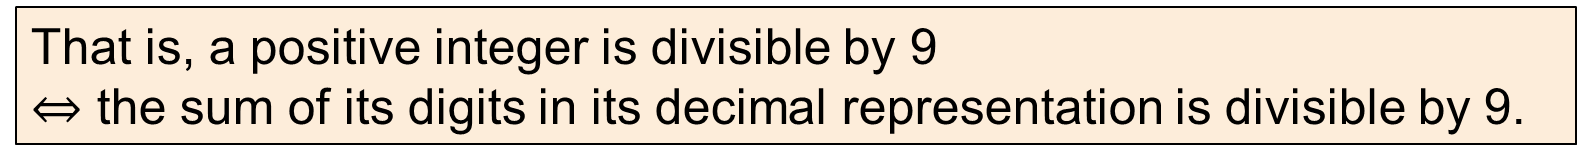 That is, a positive integer is divisible by 9
⇔ the sum of its digits in its decimal representation is divisible by 9.